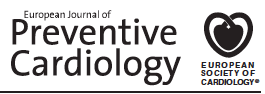 European Journal of
Preventive
Cardiology
EUROPEAN
SOCIETY OF
CARDIOLOGY®